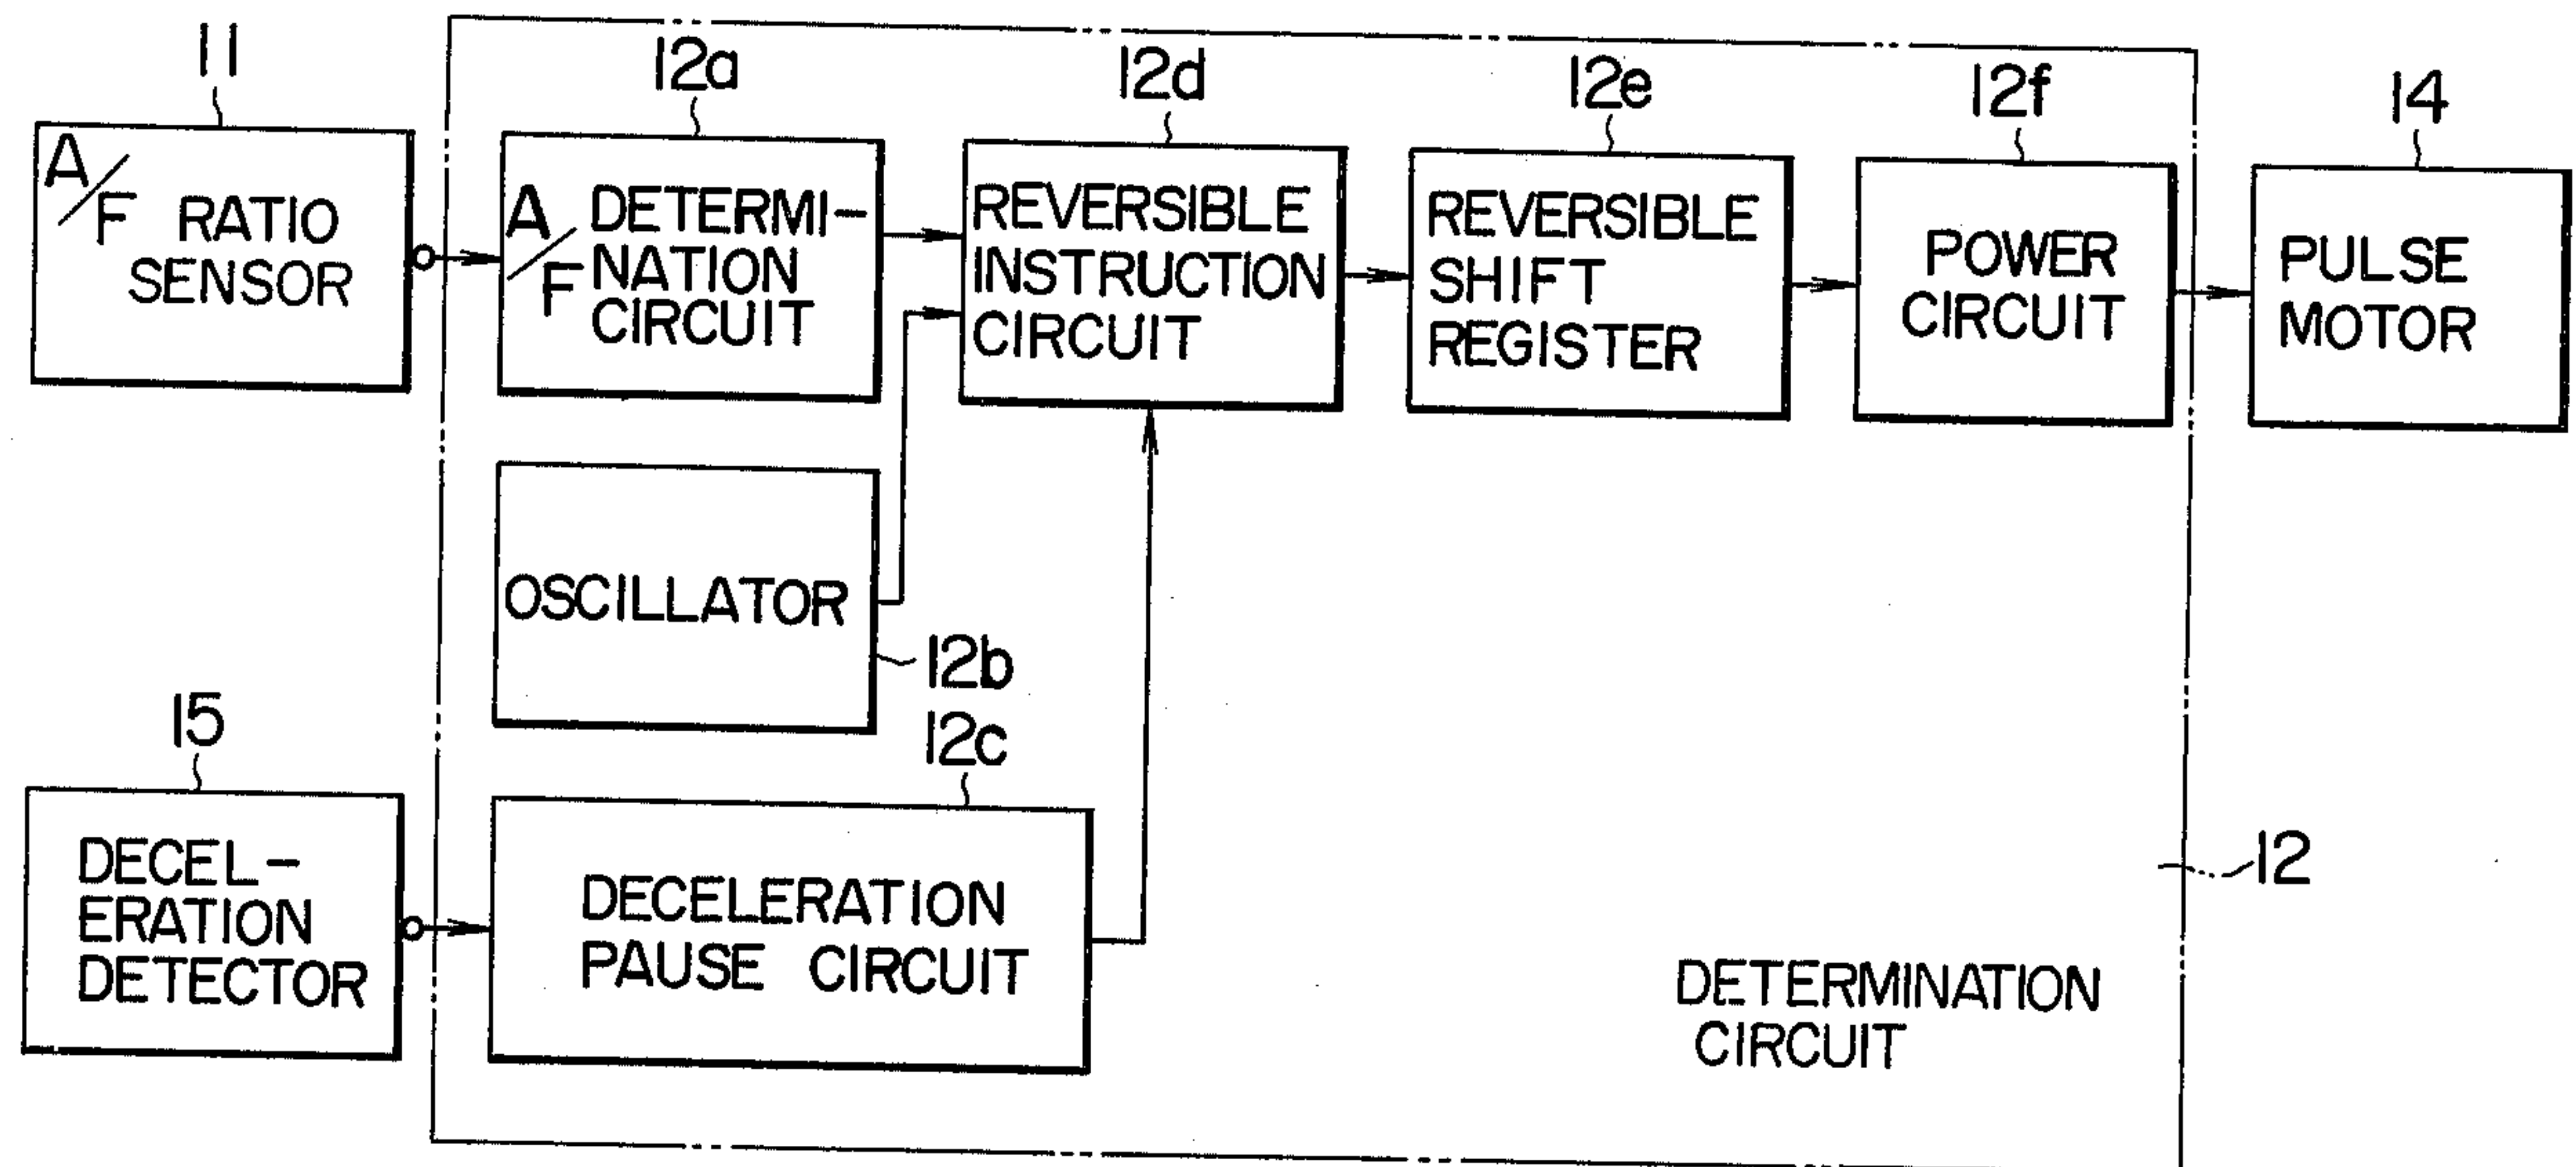 11
12a
12d
12e
12f
14
A/F RATIO
SENSOR
A/F DETERMI-
NATION
CIRCUIT
REVERSIBLE
INSTRUCTION
CIRCUIT
REVERSIBLE
SHIFT
REGISTER
POWER
CIRCUIT
PULSE
MOTOR
OSCILLATOR
12b
15
12c
DECEL-
ERATION
DETECTOR
DECELERATION
PAUSE CIRCUIT
12
DETERMINATION
CIRCUIT